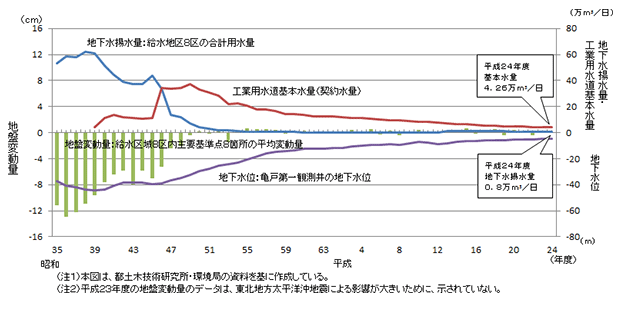 (cm)
(万m³/日)
16
12
8
4
0
-4
-8
-12
-16
80
60
40
20
0
-20
-40
-60
-80
(m)
地盤変動量
地下水揚水量・
工業用水道基本水量
地下水位
地下水揚水量:給水地区8区の合計用水量
工業用水道基本水量(契約水量)
地盤変動量:給水区域8区内主要基準点8箇所の平均変動量
地下水位:亀戸第一観測井の地下水位
平成24年度
基本水量
4.26万m³/日
平成24年度
地下水揚水量
0.8万m³/日
35 39 43 47 51 55 59 63 4 8 12 16 20 24
昭和 平成 (年度)
(注1)本図は、都土木技術研究所・環境局の資料を基に作成している。
(注2)平成23年度の地盤変動量のデータは、東北地方太平洋沖地震による影響が大きいために、示されていない。